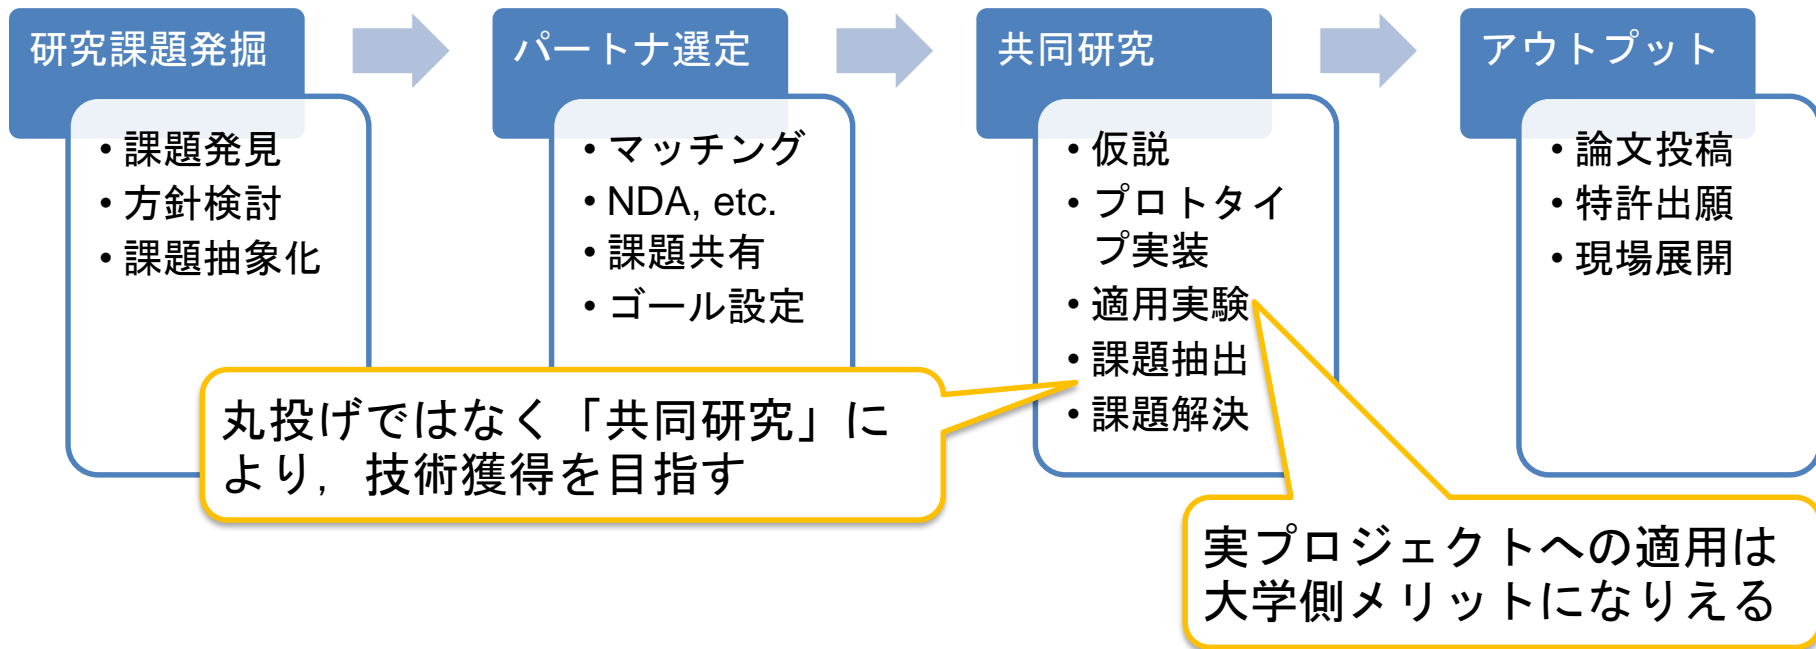 研究課題発掘
・課題発見
・方針検討
・課題抽象化
パートナ選定
・マッチング
・NDA, etc.
・課題共有
・ゴール設定
共同研究
・仮説
・プロトタイ
プ実装
・適用実験
・課題抽出
・課題解決
アウトプット
・論文投稿
・特許出願
・現場展開
丸投げではなく「共同研究」に
より，技術獲得を目指す
実プロジェクトへの適用は
大学側メリットになりえる